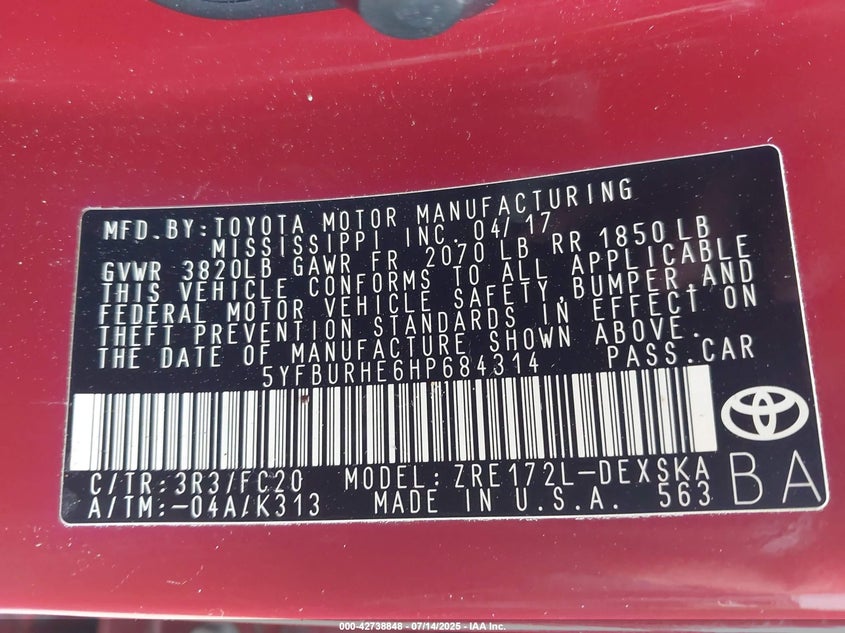 MFD. BY: TOYOTA MOTOR MANUFACTURING
MISSISSIPPI INC. 04/17
GVWR 3820LB GAWR FR 2070 LB RR 1850 LB
THIS VEHICLE CONFORMS TO ALL APPLICABLE
FEDERAL MOTOR VEHICLE SAFETY, BUMPER, AND
THEFT PREVENTION STANDARDS IN EFFECT ON
THE DATE OF MANUFACTURE SHOWN ABOVE.
5YFBURHE6HP684314 PASS. CAR
C/TR: 3R3/FC20 MODEL: ZRE172L-DEXSKA
A/TM: -04A/K313 MADE IN U.S.A. 563
BA
000-42738848 - 07/14/2025 - IAA Inc.